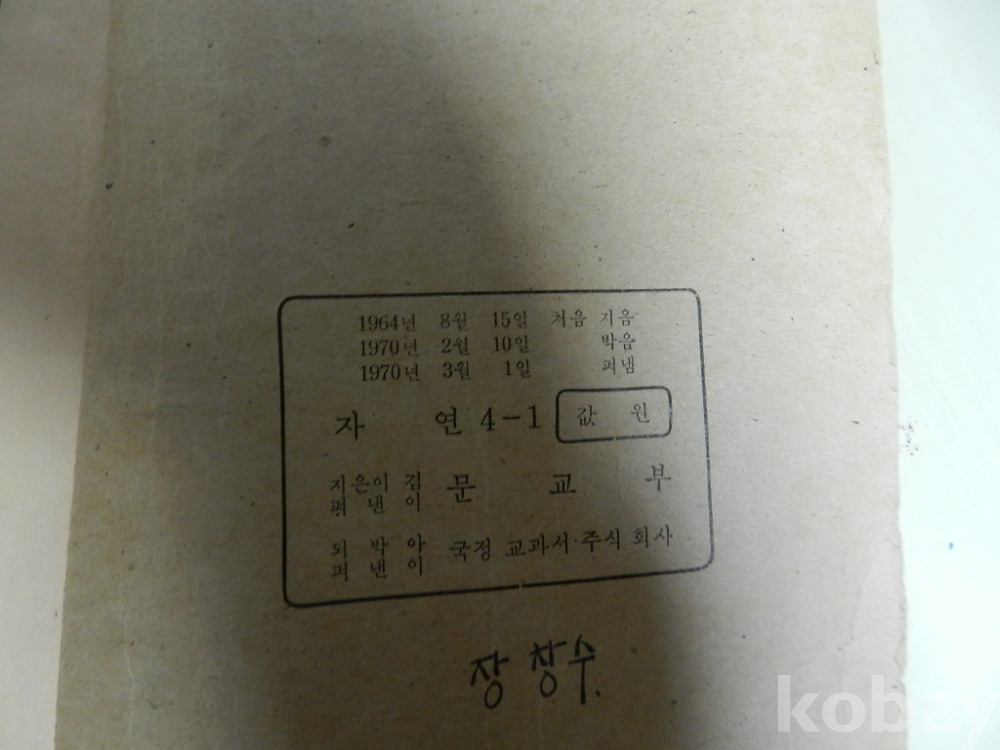 1964년 8월 15일 처음 지음
1970년 2월 10일 박음
1970년 3월 1일 펴냄
자 연 4-1 값 원
지은이 겸
펴 낸 이
문 교 부
되 박 아
펴 낸 이
국정 교과서·주식 회사
장창수.
kobay